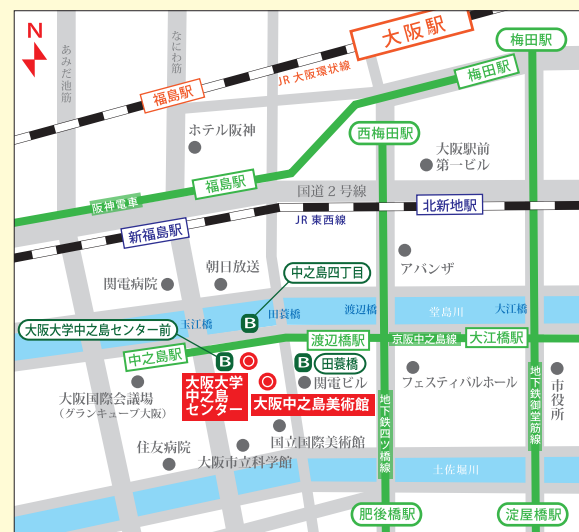 N
あみだ池筋
なにわ筋
大阪駅
JR 大阪環状線
福島駅
梅田駅
梅田駅
ホテル阪神
西梅田駅
大阪駅前
第一ビル
福島駅
国道2号線
阪神電車
新福島駅
JR 東西線
北新地駅
関電病院
朝日放送
中之島四丁目
アバンザ
玉江橋
田蓑橋
渡辺橋
堂島川
大江橋
大阪大学中之島センター前
B
中之島駅
渡辺橋駅
京阪中之島線
大江橋駅
B
B
田蓑橋
大阪大学
中之島
センター
大阪中之島美術館
関電ビル
フェスティバルホール
大阪国際会議場
(グランキューブ大阪)
地下鉄四ツ橋線
地下鉄御堂筋線
市役所
国立国際美術館
住友病院
大阪市立科学館
土佐堀川
肥後橋駅
淀屋橋駅